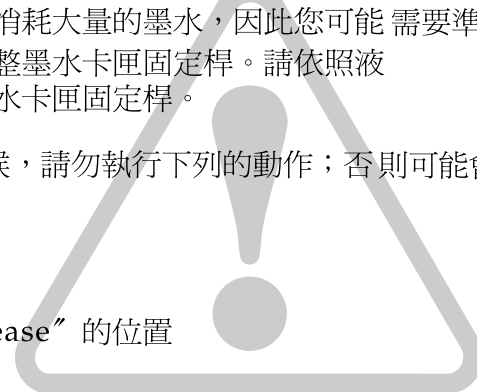 消耗大量的墨水，因此您可能 需要準
整墨水卡匣固定桿。請依照液
水卡匣固定桿。
，請勿執行下列的動作；否 則可能
ease″ 的位置